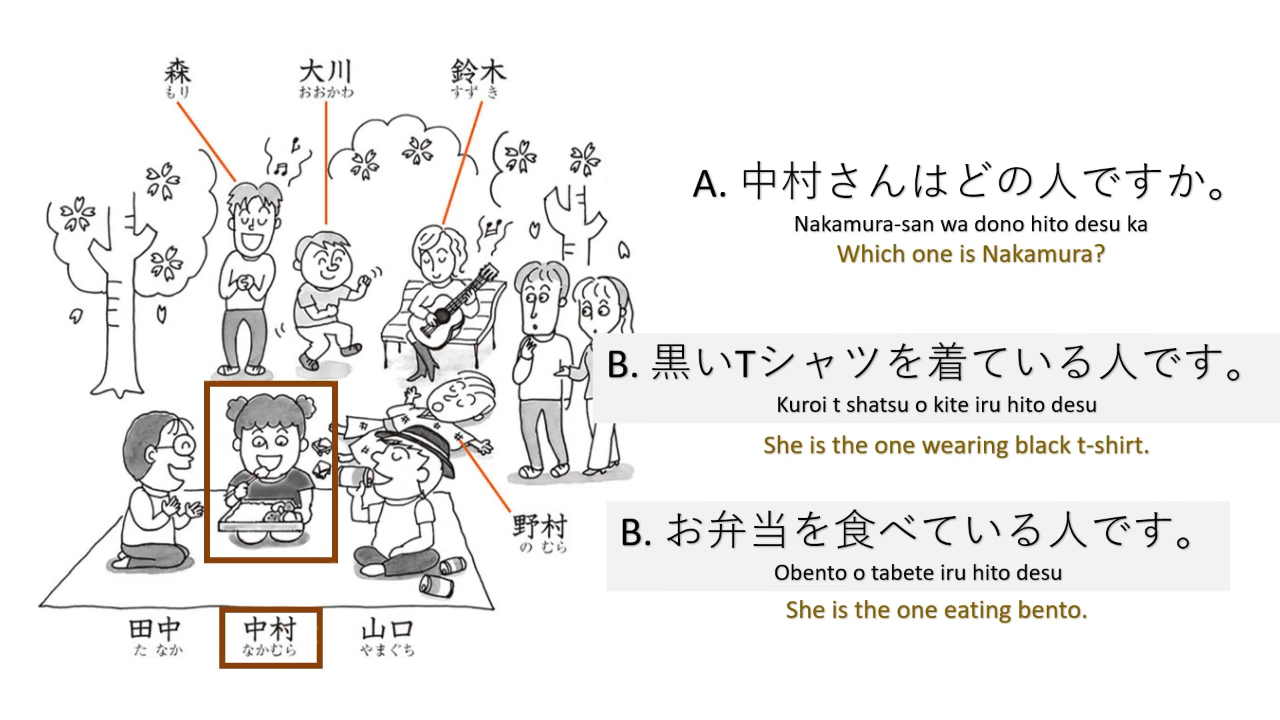 森
もり
大川
おおかわ
鈴木
すず き
野村
の むら
田中
た なか
中村
なかむら
山口
やまぐち
A. 中村さんはどの人ですか。
Nakamura-san wa dono hito desu ka
Which one is Nakamura?
B. 黒いTシャツを着ている人です。
Kuroi t shatsu o kite iru hito desu
She is the one wearing black t-shirt.
B. お弁当を食べている人です。
Obento o tabete iru hito desu
She is the one eating bento.